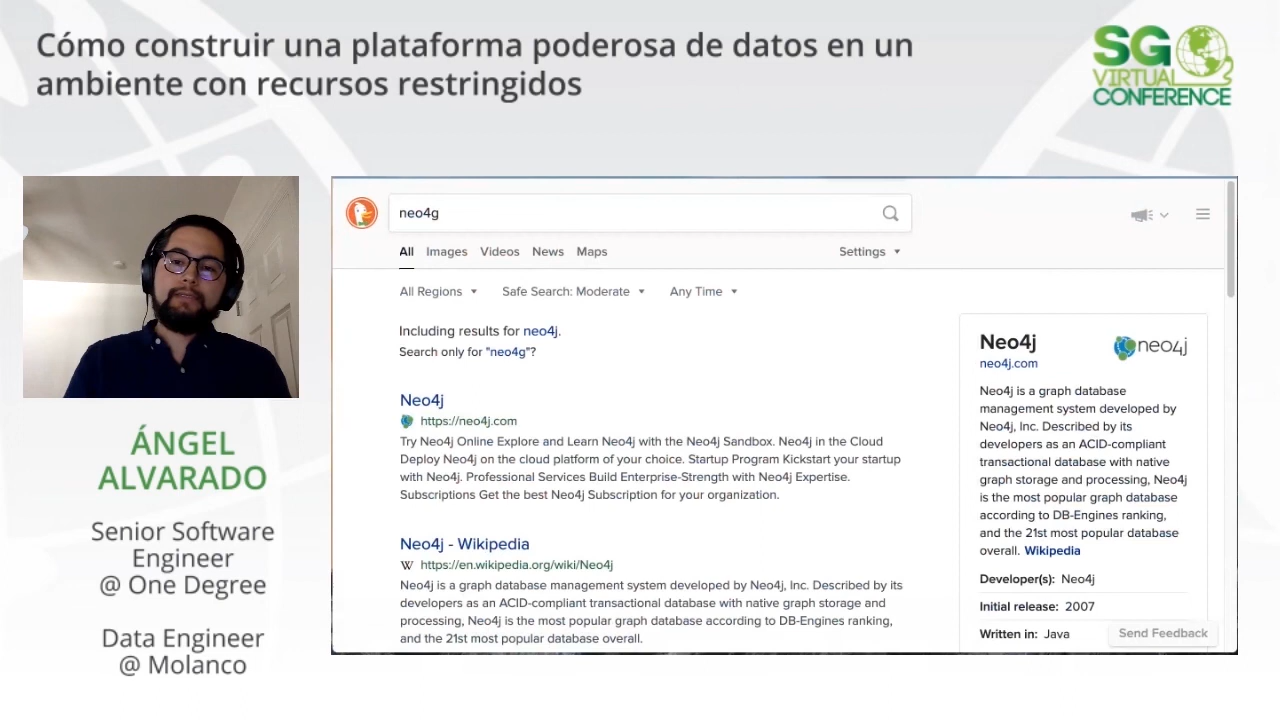 Cómo construir una plataforma poderosa de datos en un
ambiente con recursos restringidos
SG
VIRTUAL
CONFERENCE
ÁNGEL
ALVARADO
Senior Software
Engineer
@ One Degree
Data Engineer
@ Molanco
neo4g
All Images Videos News Maps Settings
All Regions Safe Search: Moderate Any Time
Including results for neo4j.
Search only for "neo4g"?
Neo4j
https://neo4j.com
Try Neo4j Online Explore and Learn Neo4j with the Neo4j Sandbox. Neo4j in the Cloud
Deploy Neo4j on the cloud platform of your choice. Startup Program Kickstart your startup
with Neo4j. Professional Services Build Enterprise-Strength with Neo4j Expertise.
Subscriptions Get the best Neo4j Subscription for your organization.
Neo4j - Wikipedia
W https://en.wikipedia.org/wiki/Neo4j
Neo4j is a graph database management system developed by Neo4j, Inc. Described by its
developers as an ACID-compliant transactional database with native graph storage and
processing, Neo4j is the most popular graph database according to DB-Engines ranking,
and the 21st most popular database overall.
Neo4j
neo4j
neo4j.com
Neo4j is a graph database
management system developed by
Neo4j, Inc. Described by its
developers as an ACID-compliant
transactional database with native
graph storage and processing, Neo4j
is the most popular graph database
according to DB-Engines ranking,
and the 21st most popular database
overall. Wikipedia
Developer(s): Neo4j
Initial release: 2007
Written in: Java
Send Feedback